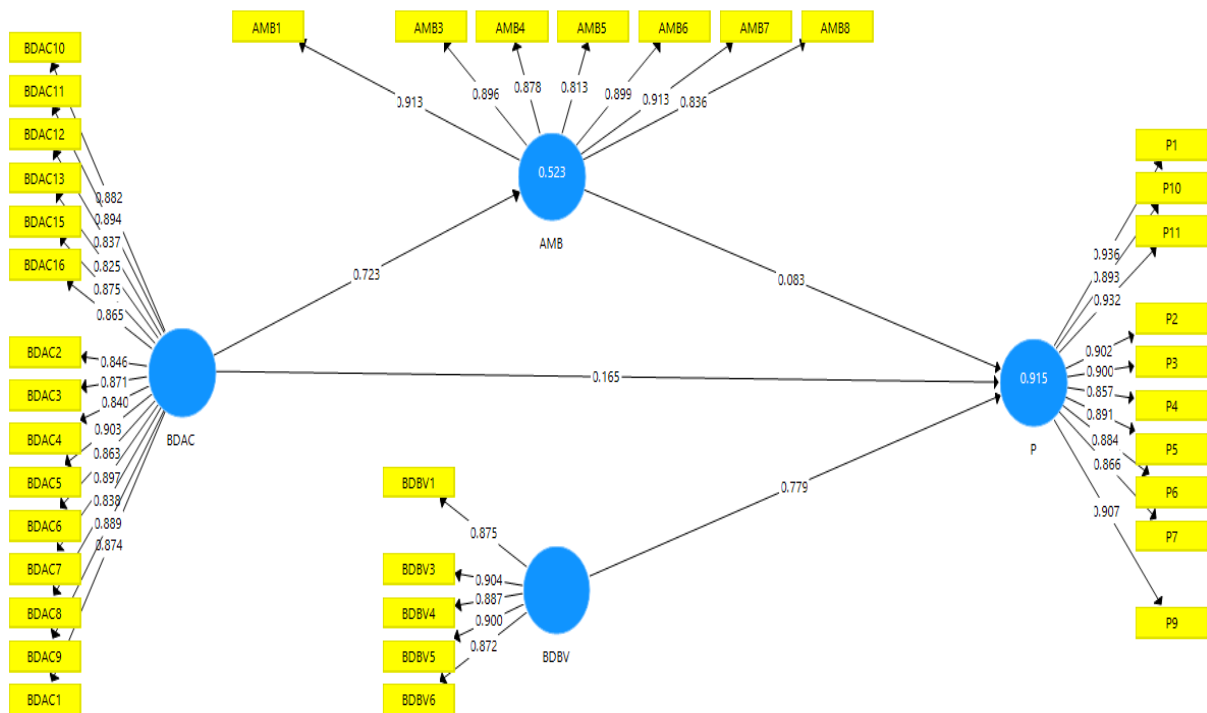 AMB1
AMB3
AMB4
AMB5
AMB6
AMB7
AMB8
0.913
0.896
0.878
0.813
0.899
0.913
0.836
0.523
AMB
BDAC10
BDAC11
BDAC12
BDAC13
BDAC15
BDAC16
BDAC2
BDAC3
BDAC4
BDAC5
BDAC6
BDAC7
BDAC8
BDAC9
BDAC1
0.882
0.894
0.837
0.825
0.875
0.865
0.846
0.871
0.840
0.903
0.863
0.897
0.838
0.889
0.874
BDAC
0.723
0.165
0.083
0.779
BDBV1
BDBV3
BDBV4
BDBV5
BDBV6
0.875
0.904
0.887
0.900
0.872
BDBV
0.915
P
0.936
0.893
0.932
0.902
0.900
0.857
0.891
0.884
0.866
0.907
P1
P10
P11
P2
P3
P4
P5
P6
P7
P9